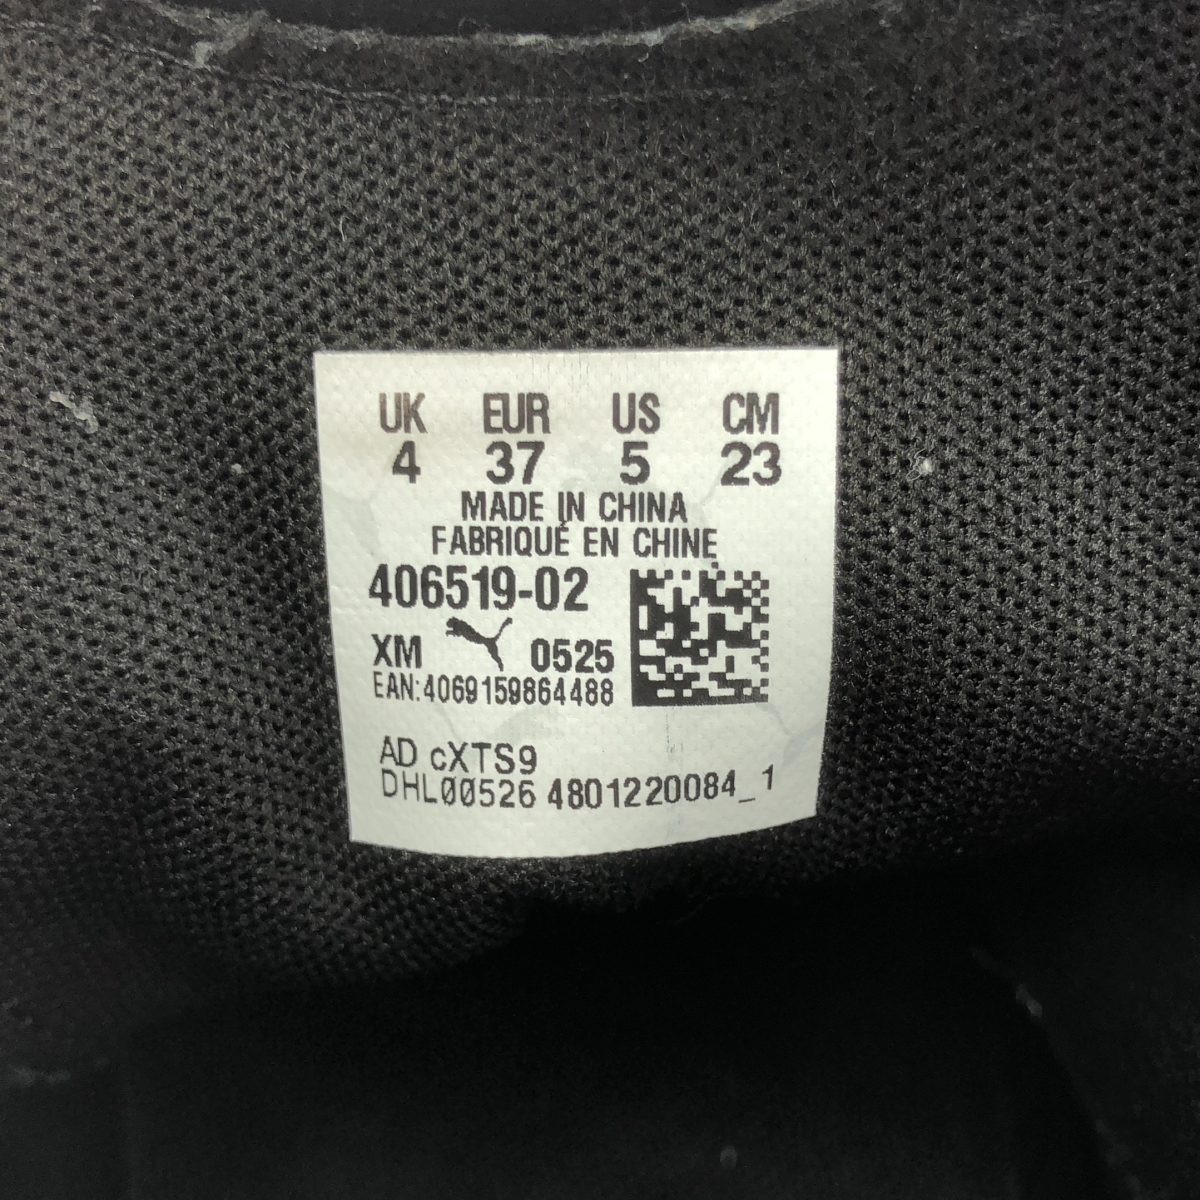 UK EUR US CM
4 37 5 23
MADE IN CHINA
FABRIQUÉ EN CHINE
406519-02
XM 0525
EAN:4069159864488
AD cXTS9
DHL00526 4801220084_1